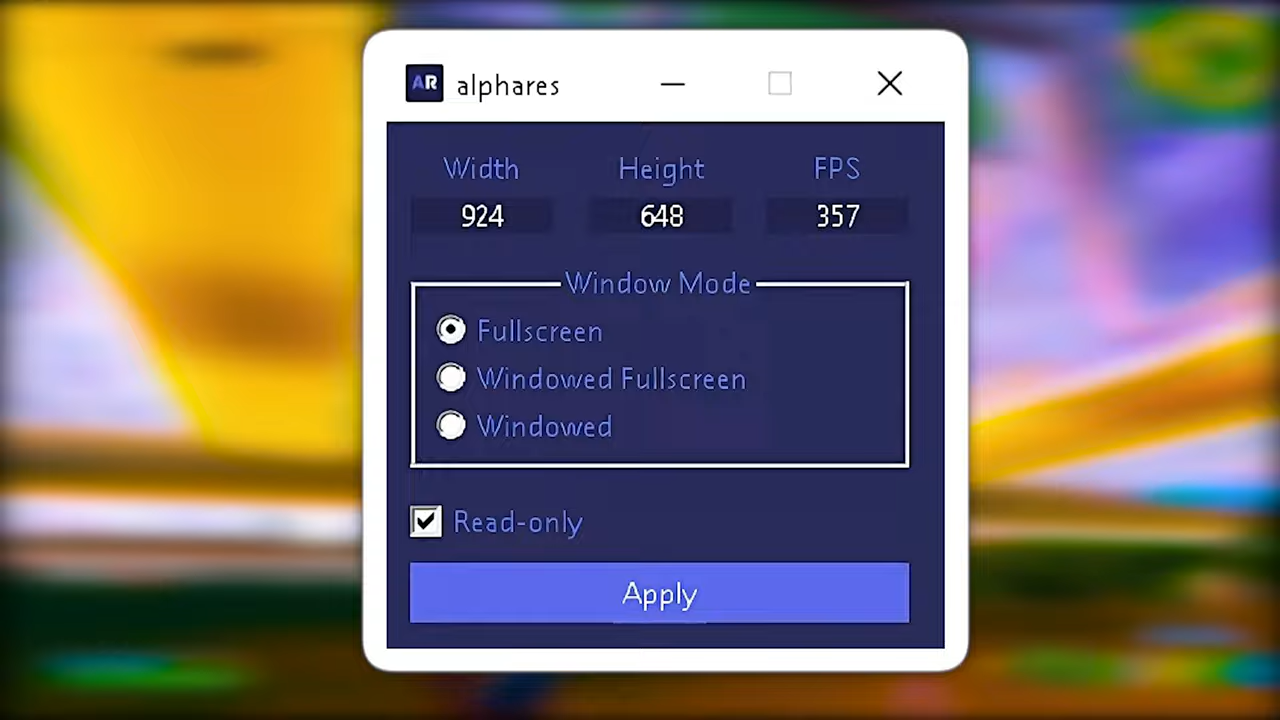 AR alphares
Width Height FPS
924 648 357
Window Mode
Fullscreen
Windowed Fullscreen
Windowed
Read-only
Apply